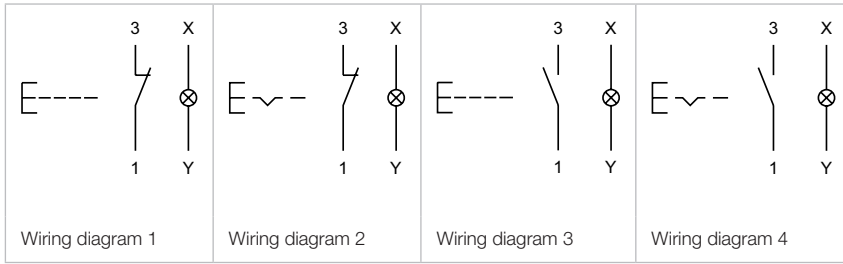 3 X
1 Y
Wiring diagram 1
3 X
1 Y
Wiring diagram 2
3 X
1 Y
Wiring diagram 3
3 X
1 Y
Wiring diagram 4